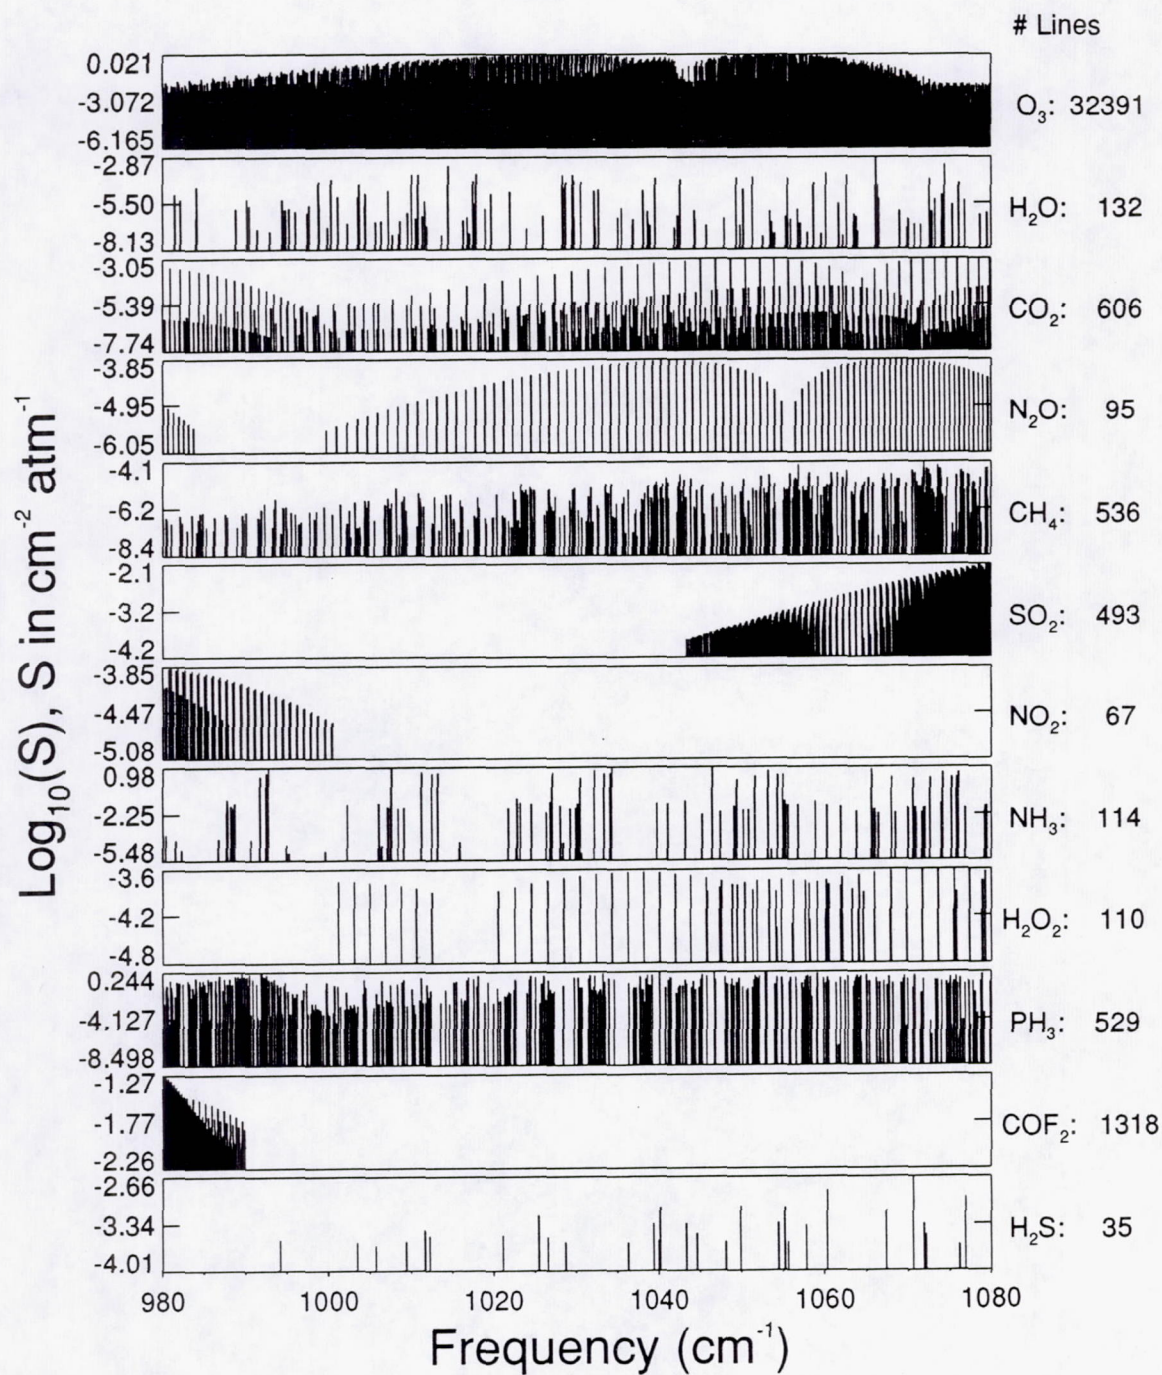 # Lines
0.021
-3.072
-6.165
O₃: 32391
-2.87
-5.50
-8.13
H₂O: 132
-3.05
-5.39
-7.74
CO₂: 606
-3.85
-4.95
-6.05
N₂O: 95
-4.1
-6.2
-8.4
CH₄: 536
-2.1
-3.2
-4.2
SO₂: 493
-3.85
-4.47
-5.08
NO₂: 67
0.98
-2.25
-5.48
NH₃: 114
-3.6
-4.2
-4.8
H₂O₂: 110
0.244
-4.127
-8.498
PH₃: 529
-1.27
-1.77
-2.26
COF₂: 1318
-2.66
-3.34
-4.01
H₂S: 35
Log₁₀(S), S in cm⁻² atm⁻¹
980 1000 1020 1040 1060 1080
Frequency (cm⁻¹)